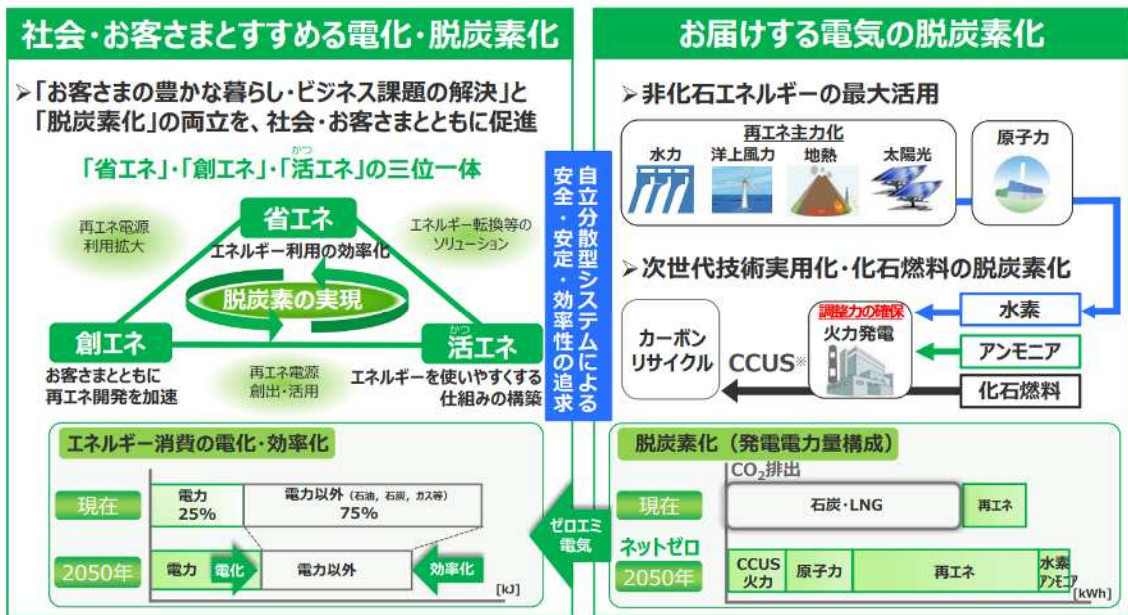 社会・お客さまとすすめる電化・脱炭素化
➢「お客さまの豊かな暮らし・ビジネス課題の解決」と
「脱炭素化」の両立を、社会・お客さまとともに促進
かつ
「省エネ」・「創エネ」・「活エネ」の三位一体
再エネ電源
利用拡大
省エネ
エネルギー利用の効率化
エネルギー転換等の
ソリューション
脱炭素の実現
創エネ
お客さまとともに
再エネ開発を加速
再エネ電源
創出・活用
かつ
活エネ
エネルギーを使いやすくする
仕組みの構築
エネルギー消費の電化・効率化
現在
電力
25%
電力以外（石油，石炭，ガス等）
75%
2050年
電力
電化
電力以外
効率化
[kJ]
自立分散型システムによる
安全・安定・効率性の追求
ゼロエミ
電気
お届けする電気の脱炭素化
➢非化石エネルギーの最大活用
再エネ主力化
水力
洋上風力
地熱
太陽光
原子力
➢次世代技術実用化・化石燃料の脱炭素化
カーボン
リサイクル
CCUS※
調整力の確保
火力発電
水素
アンモニア
化石燃料
脱炭素化（発電電力量構成）
CO₂排出
現在
石炭・LNG
再エネ
ネットゼロ
2050年
CCUS
火力
原子力
再エネ
水素
アンモニア
[kWh]